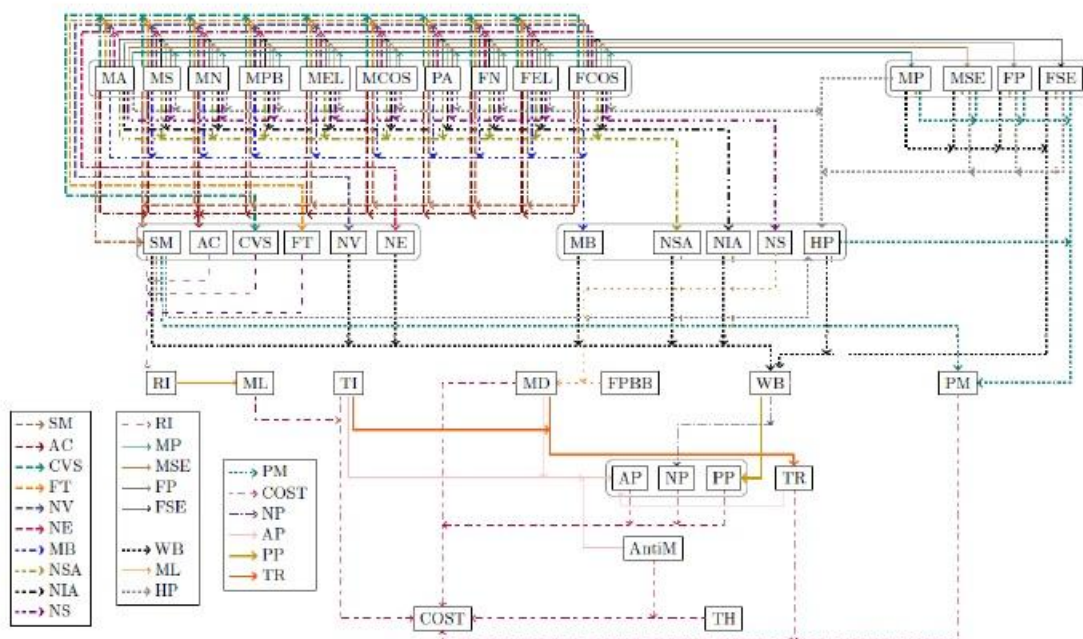 MA MS MN MPB MEL MCOS PA FN FEL FCOS MP MSE FP FSE
SM AC CVS FT NV NE MB NSA NIA NS HP
RI ML TI MD FPBB WB PM
AP NP PP TR
AntiM
COST TH
SM
AC
CVS
FT
NV
NE
MB
NSA
NIA
NS
RI
MP
MSE
FP
FSE
WB
ML
HP
PM
COST
NP
AP
PP
TR